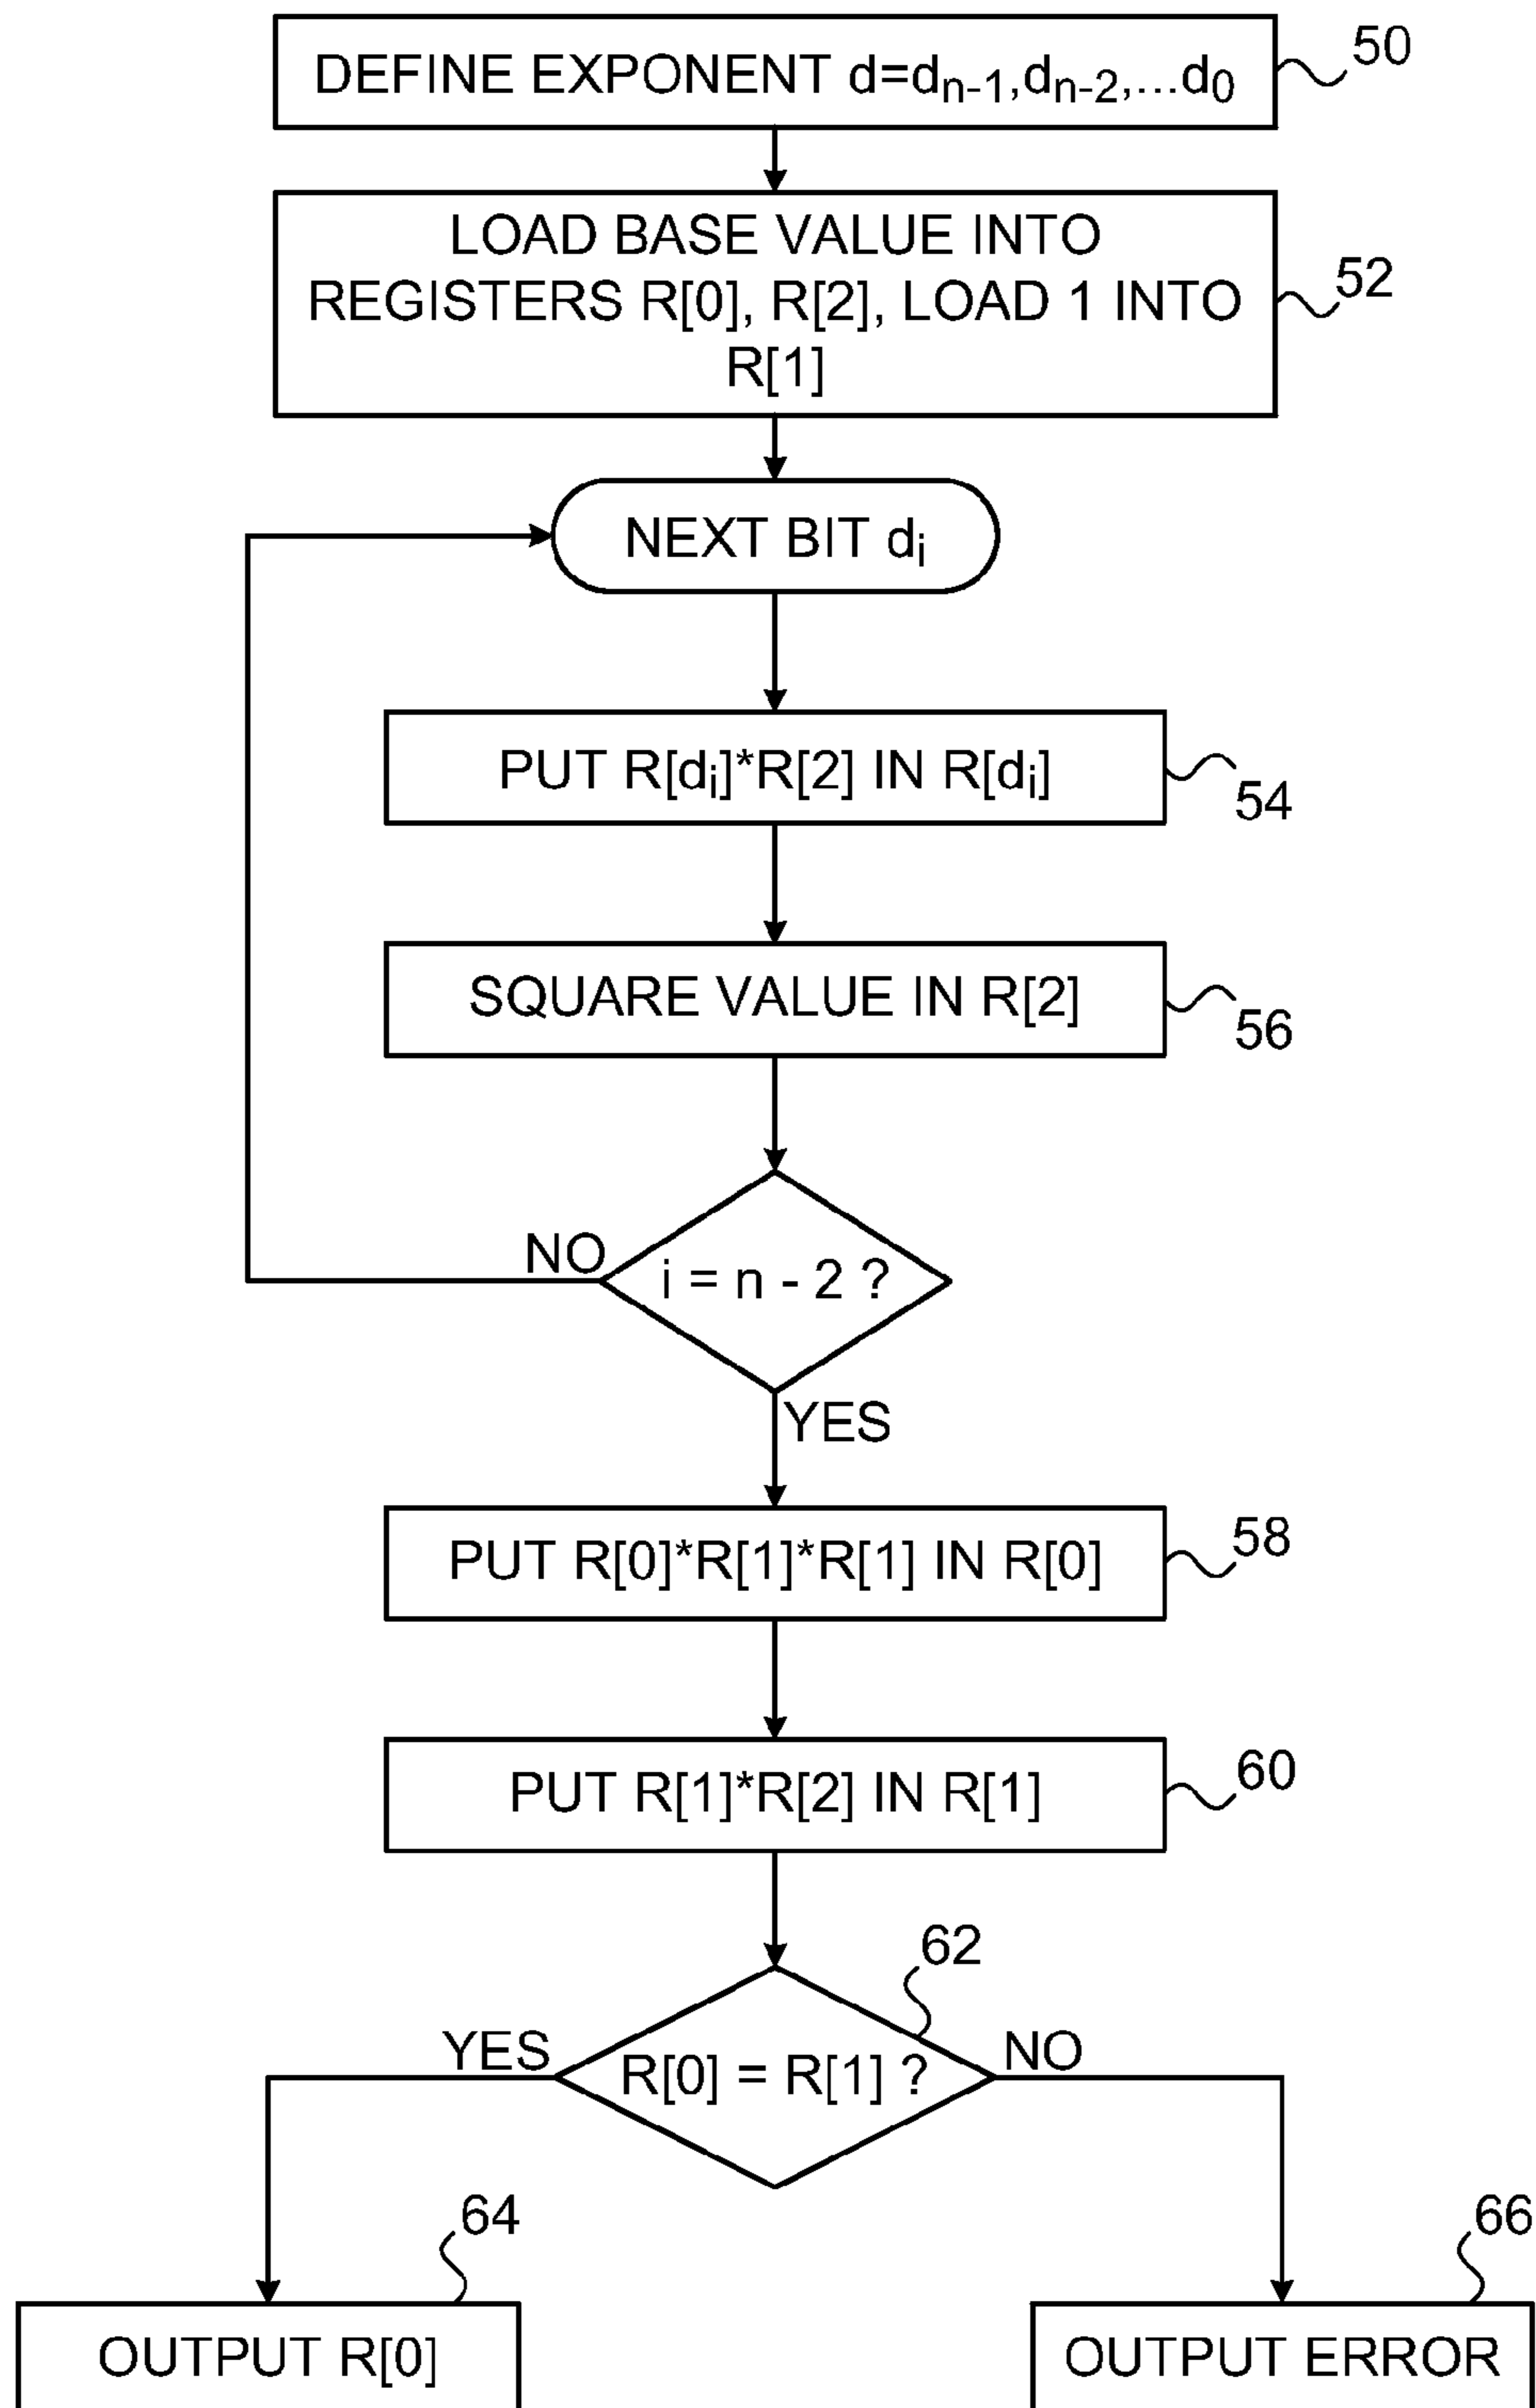 DEFINE EXPONENT d=dn-1,dn-2,...d0
50
LOAD BASE VALUE INTO
REGISTERS R[0], R[2], LOAD 1 INTO
R[1]
52
NEXT BIT di
PUT R[di]*R[2] IN R[di]
54
SQUARE VALUE IN R[2]
56
NO
i = n - 2 ?
YES
PUT R[0]*R[1]*R[1] IN R[0]
58
PUT R[1]*R[2] IN R[1]
60
62
YES
R[0] = R[1] ?
NO
64
66
OUTPUT R[0]
OUTPUT ERROR